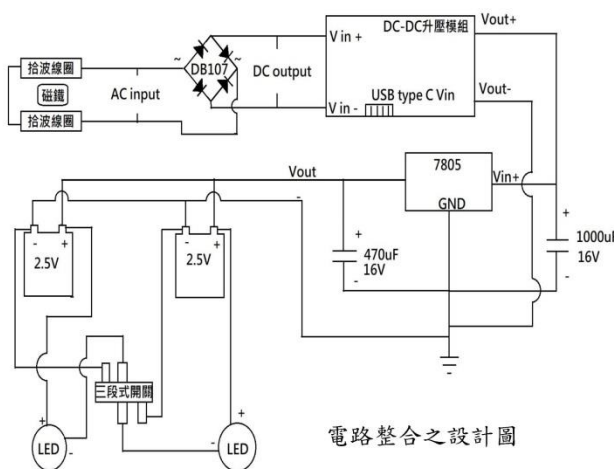 拾波線圈
磁鐵
拾波線圈
AC input
~
DB107
~
DC output
V in +
V in -
DC-DC升壓模組
USB type C Vin
Vout+
Vout-
Vout
7805
Vin+
GND
+
1000uF
16V
-
+
470uF
16V
-
-
- +
2.5V
- +
2.5V
三段式開關
+
LED
-
+
LED
-
電路整合之設計圖